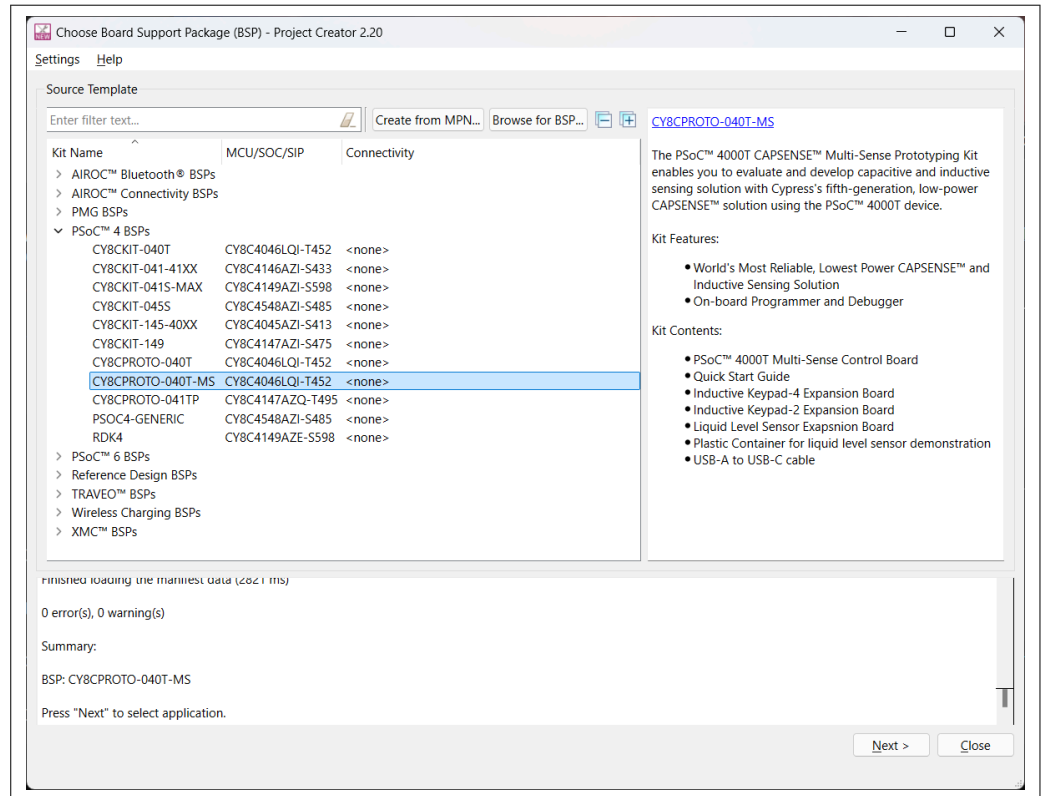 Choose Board Support Package (BSP) - Project Creator 2.20
Settings Help
Source Template
Enter filter text...
Create from MPN...
Browse for BSP...
Kit Name MCU/SOC/SIP Connectivity
AIROC™ Bluetooth® BSPs
AIROC™ Connectivity BSPs
PMG BSPs
PSoC™ 4 BSPs
CY8CKIT-040T CY8C4046LQI-T452 <none>
CY8CKIT-041-41XX CY8C4146AZI-S433 <none>
CY8CKIT-041S-MAX CY8C4149AZI-S598 <none>
CY8CKIT-045S CY8C4548AZI-S485 <none>
CY8CKIT-145-40XX CY8C4045AZI-S413 <none>
CY8CKIT-149 CY8C4147AZI-S475 <none>
CY8CPROTO-040T CY8C4046LQI-T452 <none>
CY8CPROTO-040T-MS CY8C4046LQI-T452 <none>
CY8CPROTO-041TP CY8C4147AZQ-T495 <none>
PSOC4-GENERIC CY8C4548AZI-S485 <none>
RDK4 CY8C4149AZE-S598 <none>
PSoC™ 6 BSPs
Reference Design BSPs
TRAVEO™ BSPs
Wireless Charging BSPs
XMC™ BSPs
CY8CPROTO-040T-MS
The PSoC™ 4000T CAPSENSE™ Multi-Sense Prototyping Kit
enables you to evaluate and develop capacitive and inductive
sensing solution with Cypress's fifth-generation, low-power
CAPSENSE™ solution using the PSoC™ 4000T device.
Kit Features:
World's Most Reliable, Lowest Power CAPSENSE™ and
Inductive Sensing Solution
On-board Programmer and Debugger
Kit Contents:
PSoC™ 4000T Multi-Sense Control Board
Quick Start Guide
Inductive Keypad-4 Expansion Board
Inductive Keypad-2 Expansion Board
Liquid Level Sensor Exapsnion Board
Plastic Container for liquid level sensor demonstration
USB-A to USB-C cable
Finished loading the manifest data (2821 ms)
0 error(s), 0 warning(s)
Summary:
BSP: CY8CPROTO-040T-MS
Press "Next" to select application.
Next >
Close